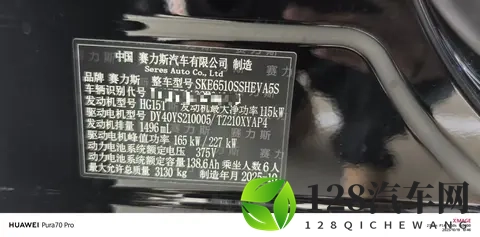 中国 赛力斯汽车有限公司 制造
Seres Auto Co., Ltd.
品牌 赛力斯 整车型号 SKE6510SSHEVA5S
车辆识别代号
发动机型号 HG15T 发动机最大净功率 115kW
驱动电机型号 DY40YS210005/TZ210XYAP4
发动机排量 1496mL
驱动电机峰值功率 165 kW/227 kW
动力电池系统额定电压 375V
动力电池系统额定容量 138.6Ah 乘坐人数 6人
最大允许总质量 3130 kg 制造年月 2025-10
128汽车网
128QICHEWANG
HUAWEI Pura70 Pro
XMAGE